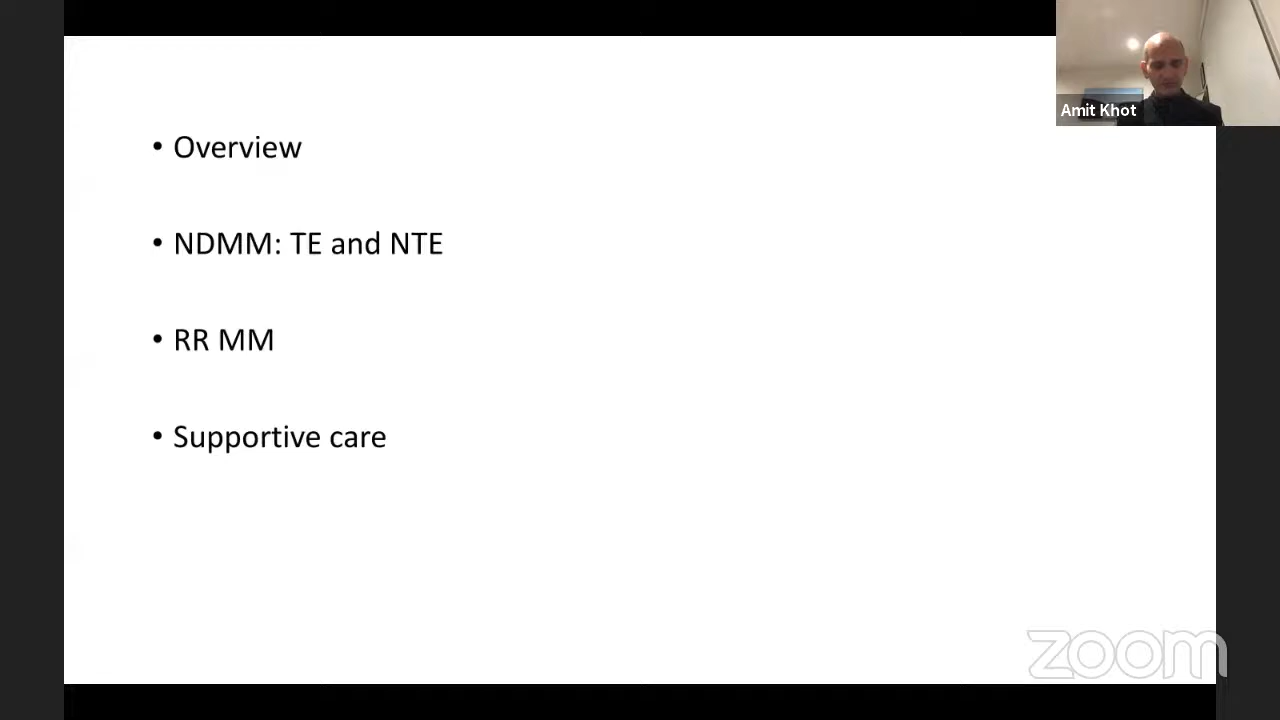 Amit Khot
• Overview
• NDMM: TE and NTE
• RR MM
• Supportive care
zoom